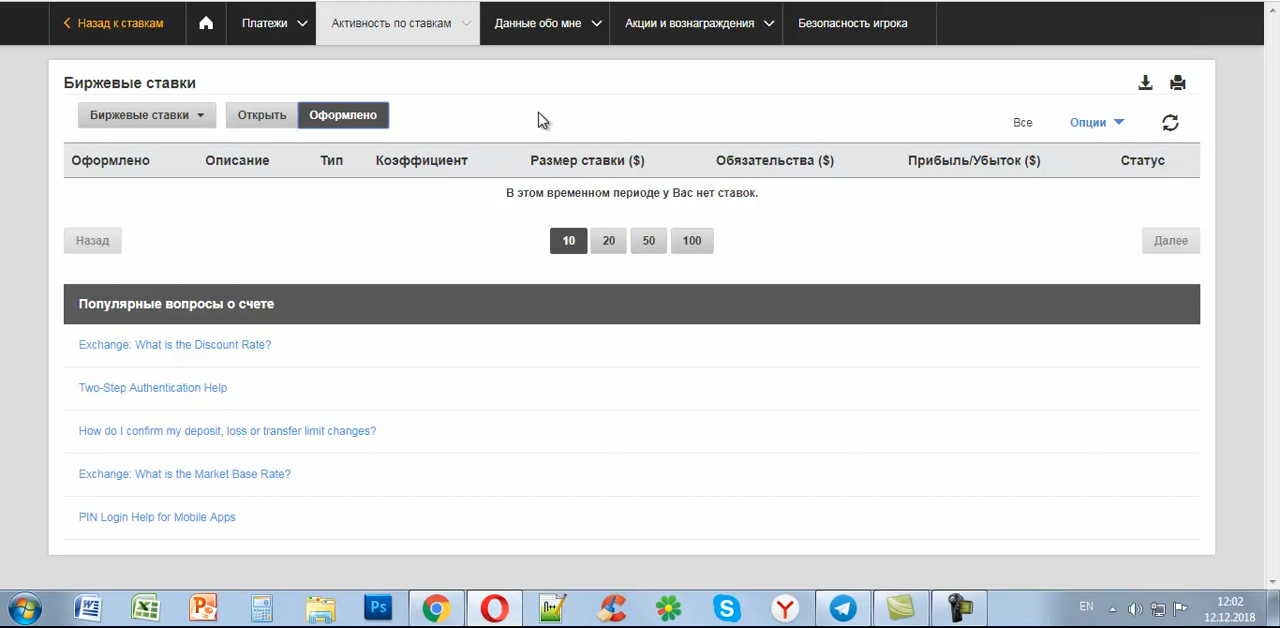 Назад к ставкам Платежи Активность по ставкам Данные обо мне Акции и вознаграждения Безопасность игрока
Биржевые ставки
Биржевые ставки Открыть Оформлено Все Опции
Оформлено Описание Тип Коэффициент Размер ставки ($) Обязательства ($) Прибыль/Убыток ($) Статус
В этом временном периоде у Вас нет ставок.
Назад 10 20 50 100 Далее
Популярные вопросы о счете
Exchange: What is the Discount Rate?
Two-Step Authentication Help
How do I confirm my deposit, loss or transfer limit changes?
Exchange: What is the Market Base Rate?
PIN Login Help for Mobile Apps
Ps EN 12:02
12.12.2018